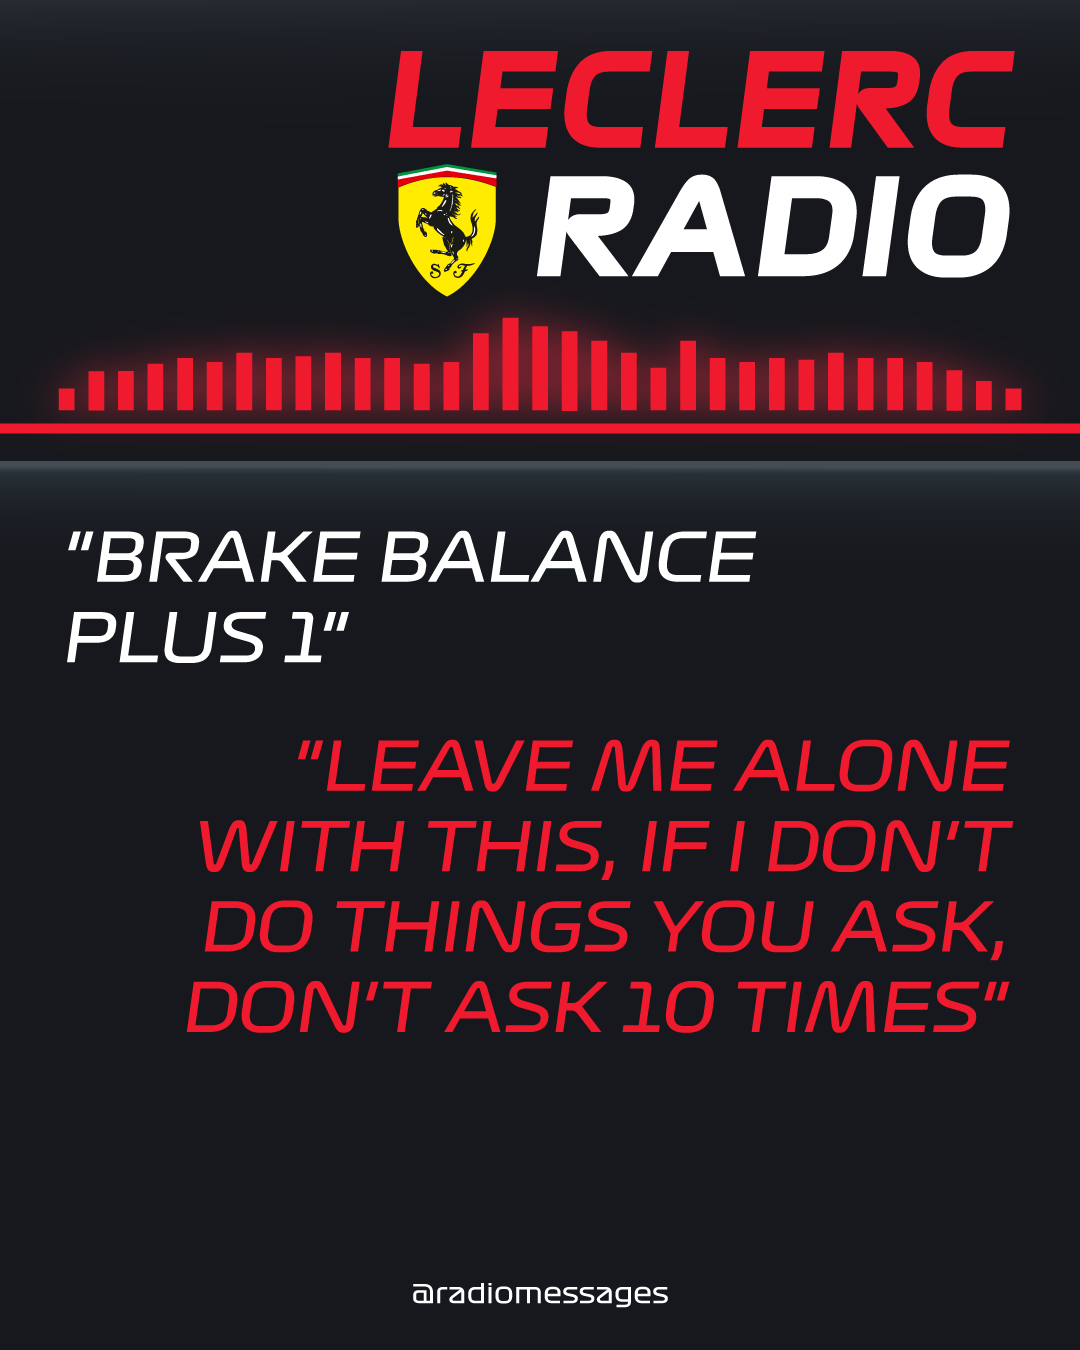 LECLERC
RADIO
S F
"BRAKE BALANCE
PLUS 1"
"LEAVE ME ALONE
WITH THIS, IF I DON'T
DO THINGS YOU ASK,
DON'T ASK 10 TIMES"
@radiomessages